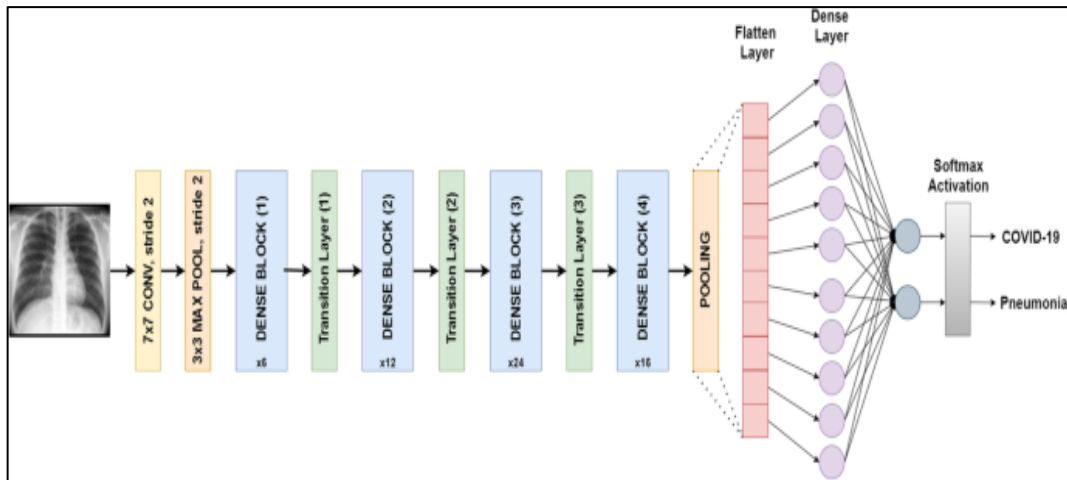 7x7 CONV, stride 2
3x3 MAX POOL, stride 2
DENSE BLOCK (1)
x6
Transition Layer (1)
DENSE BLOCK (2)
x12
Transition Layer (2)
DENSE BLOCK (3)
x24
Transition Layer (3)
DENSE BLOCK (4)
x16
POOLING
Flatten
Layer
Dense
Layer
Softmax
Activation
COVID-19
Pneumonia